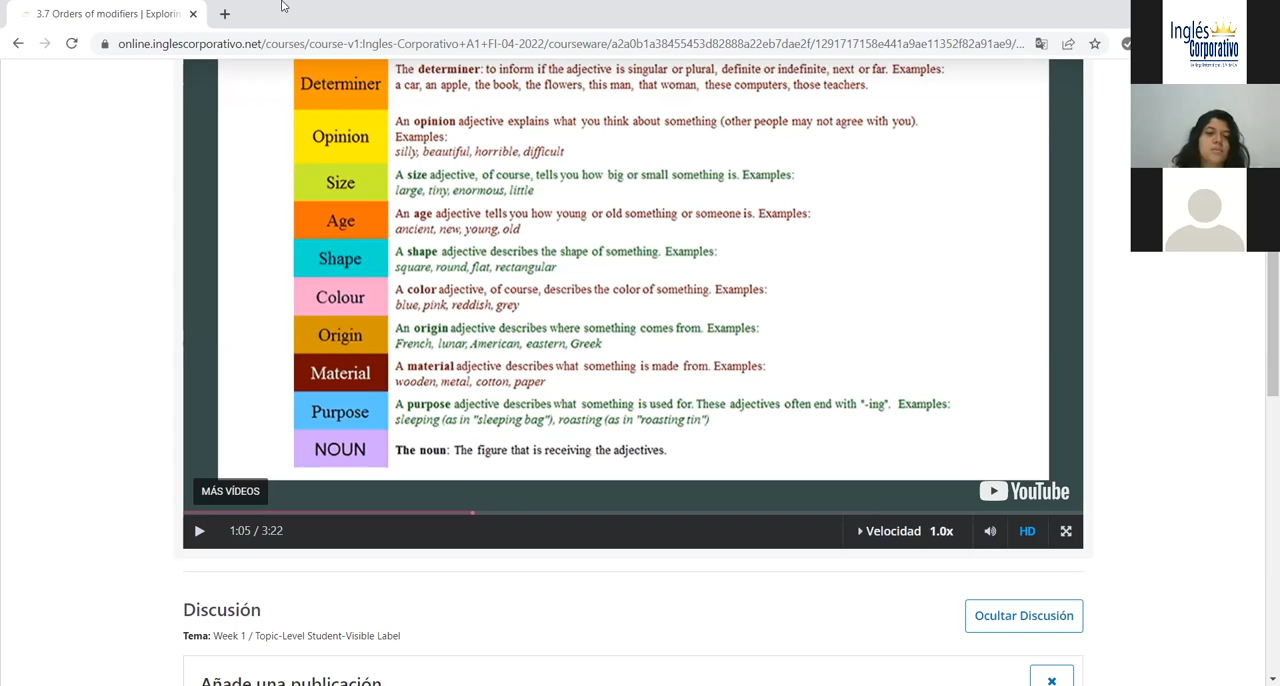 3.7 Orders of modifiers | Explorin
online.inglescorporativo.net/courses/course-v1:Ingles-Corporativo+A1+FI-04-2022/courseware/a2a0b1a38455453d82888a22eb7dae2f/1291717158e441a9ae11352f82a91ae9/...
Inglés
Corporativo
Determiner
The determiner: to inform if the adjective is singular or plural, definite or indefinite, next or far. Examples:
a car, an apple, the book, the flowers, this man, that woman, these computers, those teachers.
Opinion
An opinion adjective explains what you think about something (other people may not agree with you).
Examples:
silly, beautiful, horrible, difficult
Size
A size adjective, of course, tells you how big or small something is. Examples:
large, tiny, enormous, little
Age
An age adjective tells you how young or old something or someone is. Examples:
ancient, new, young, old
Shape
A shape adjective describes the shape of something. Examples:
square, round, flat, rectangular
Colour
A color adjective, of course, describes the color of something. Examples:
blue, pink, reddish, grey
Origin
An origin adjective describes where something comes from. Examples:
French, lunar, American, eastern, Greek
Material
A material adjective describes what something is made from. Examples:
wooden, metal, cotton, paper
Purpose
A purpose adjective describes what something is used for. These adjectives often end with "-ing". Examples:
sleeping (as in "sleeping bag"), roasting (as in "roasting tin")
NOUN
The noun: The figure that is receiving the adjectives.
MÁS VÍDEOS
YouTube
1:05 / 3:22
Velocidad 1.0x
HD
Discusión
Ocultar Discusión
Tema: Week 1 / Topic-Level Student-Visible Label
Añade una publicación